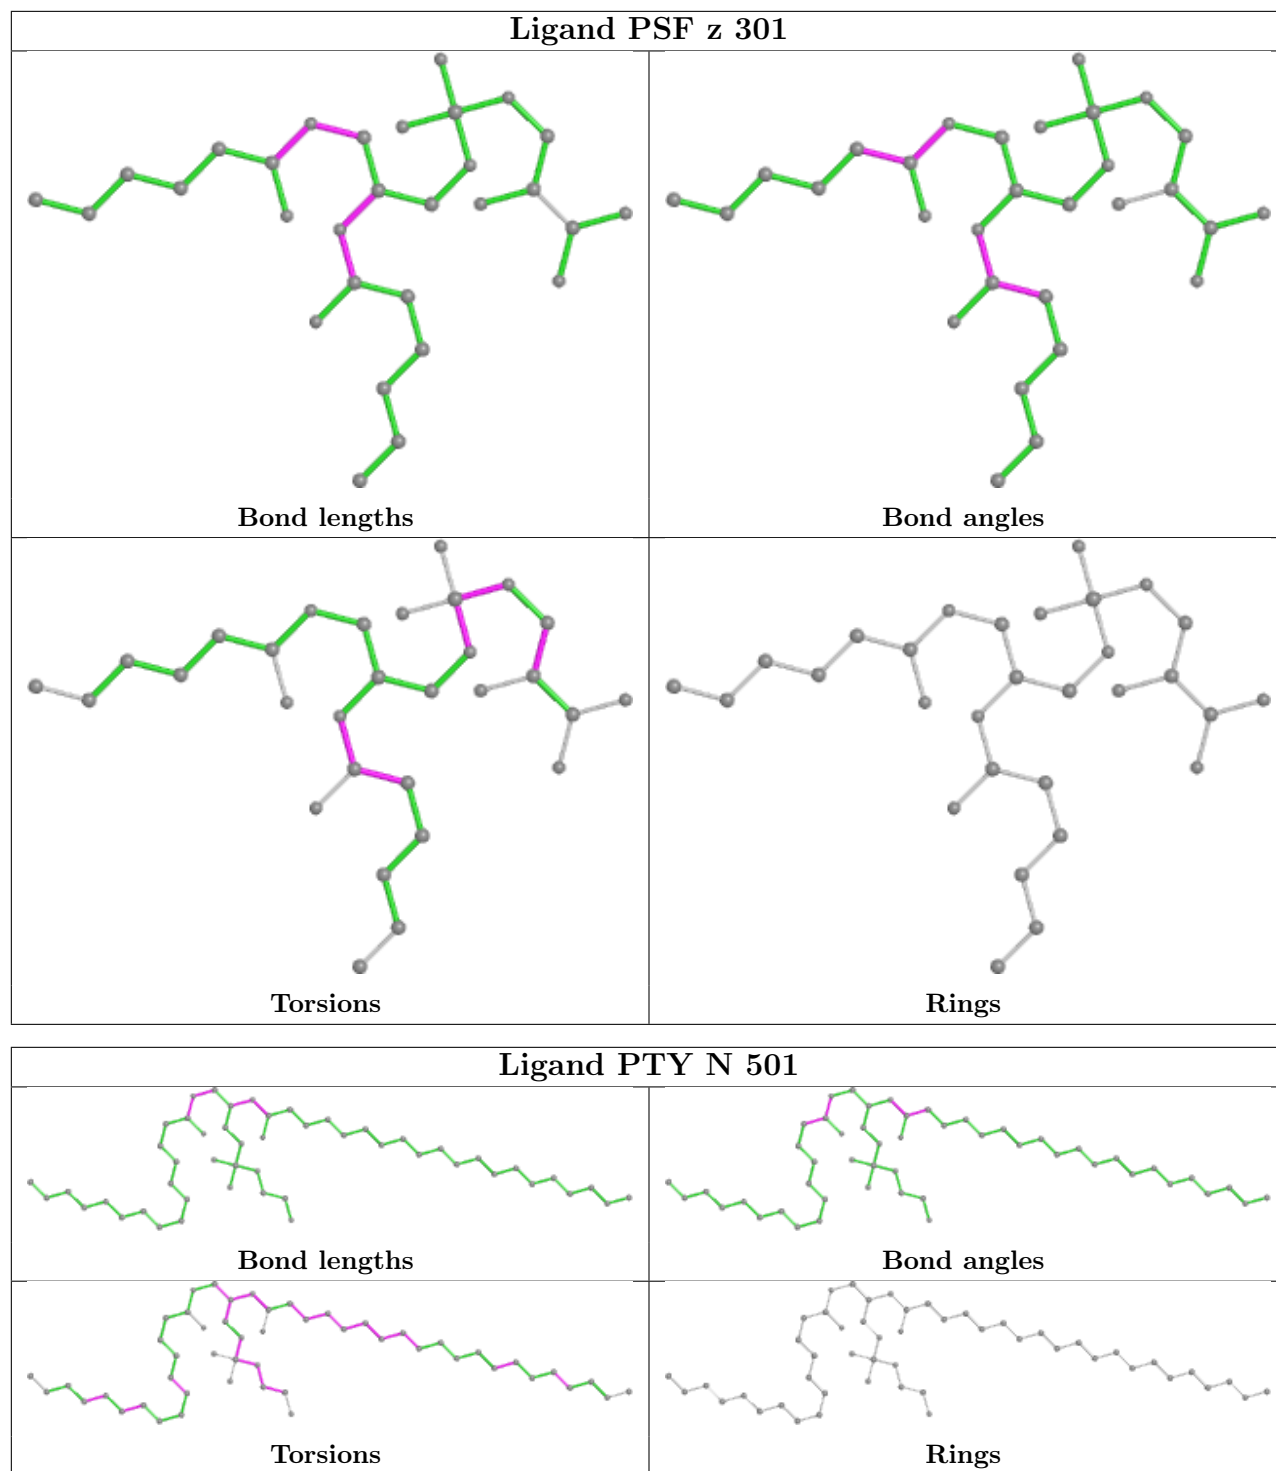 Ligand PSF z 301
Bond lengths
Bond angles
Torsions
Rings
Ligand PTY N 501
Bond lengths
Bond angles
Torsions
Rings